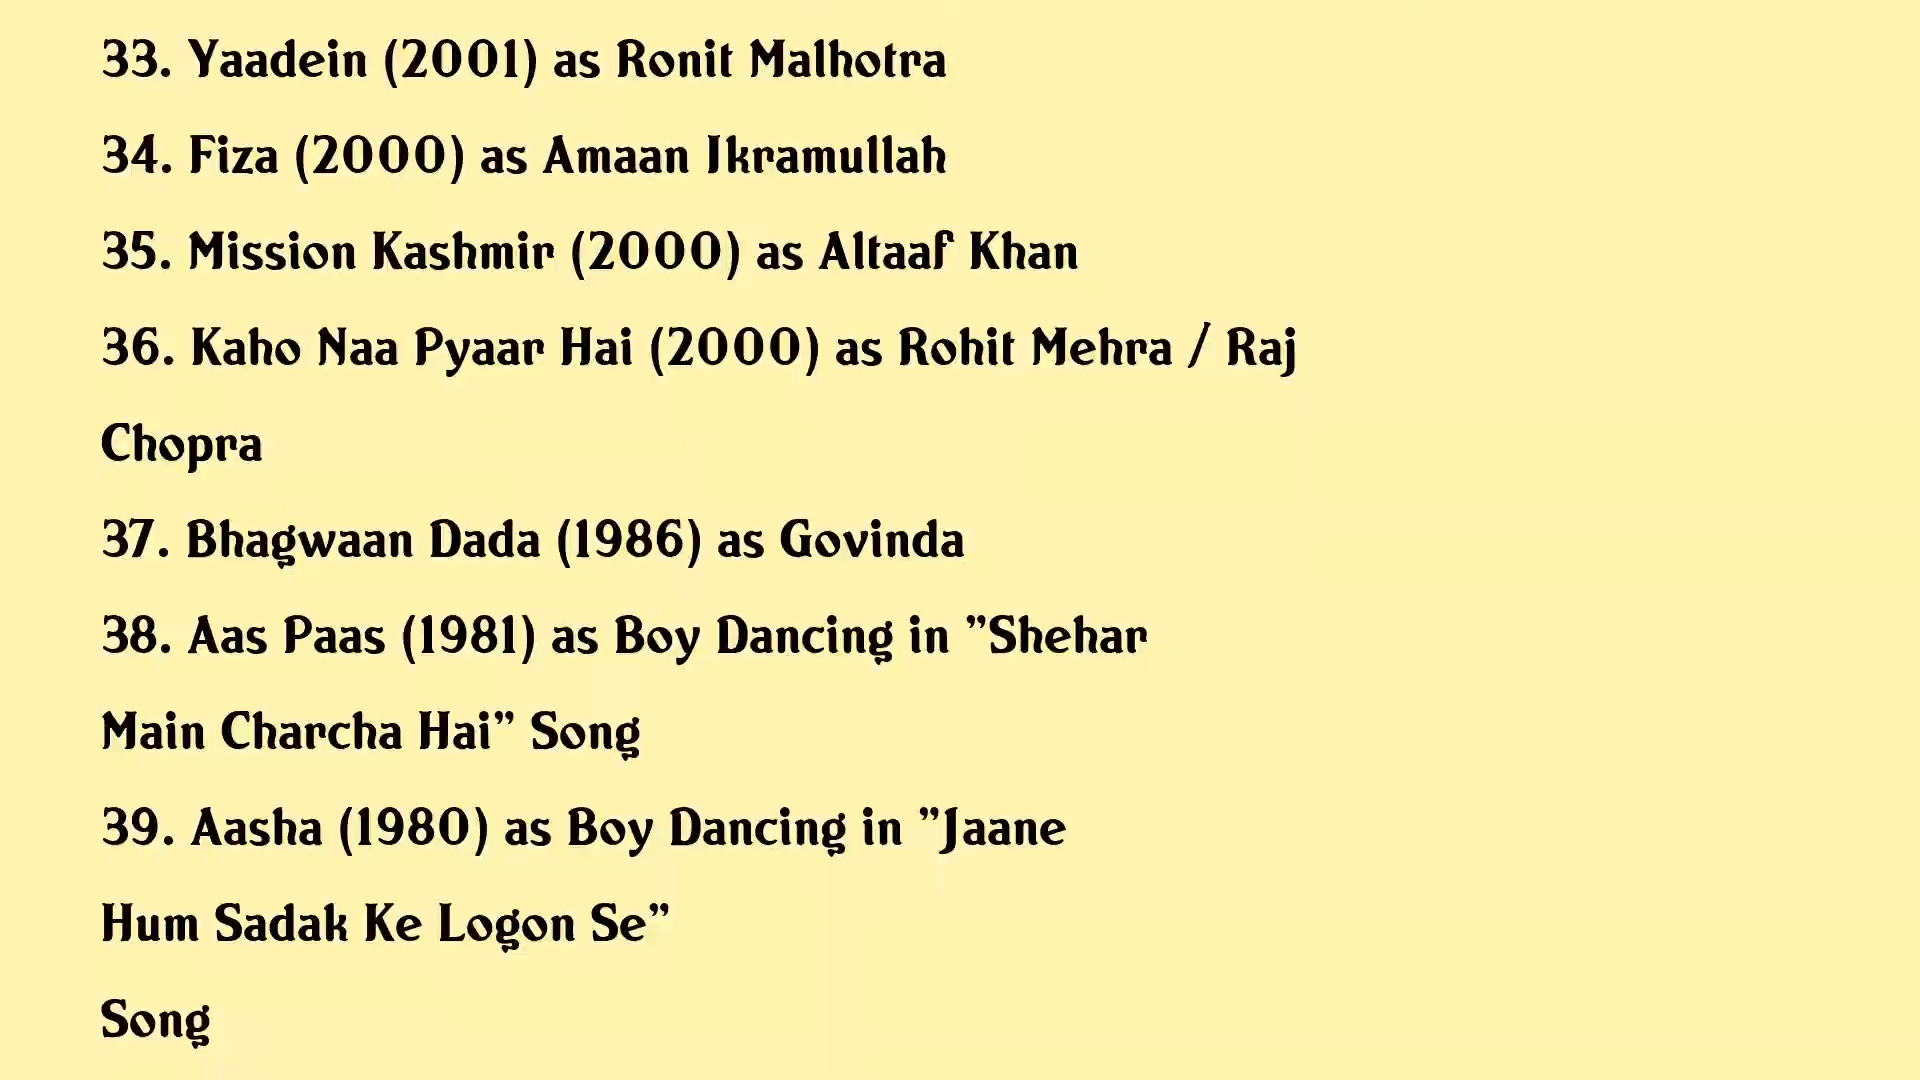 33. Yaadein (2001) as Ronit Malhotra
34. Fiza (2000) as Amaan Ikramullah
35. Mission Kashmir (2000) as Altaaf Khan
36. Kaho Naa Pyaar Hai (2000) as Rohit Mehra / Raj
Chopra
37. Bhagwaan Dada (1986) as Govinda
38. Aas Paas (1981) as Boy Dancing in ”Shehar
Main Charcha Hai” Song
39. Aasha (1980) as Boy Dancing in ”Jaane
Hum Sadak Ke Logon Se”
Song